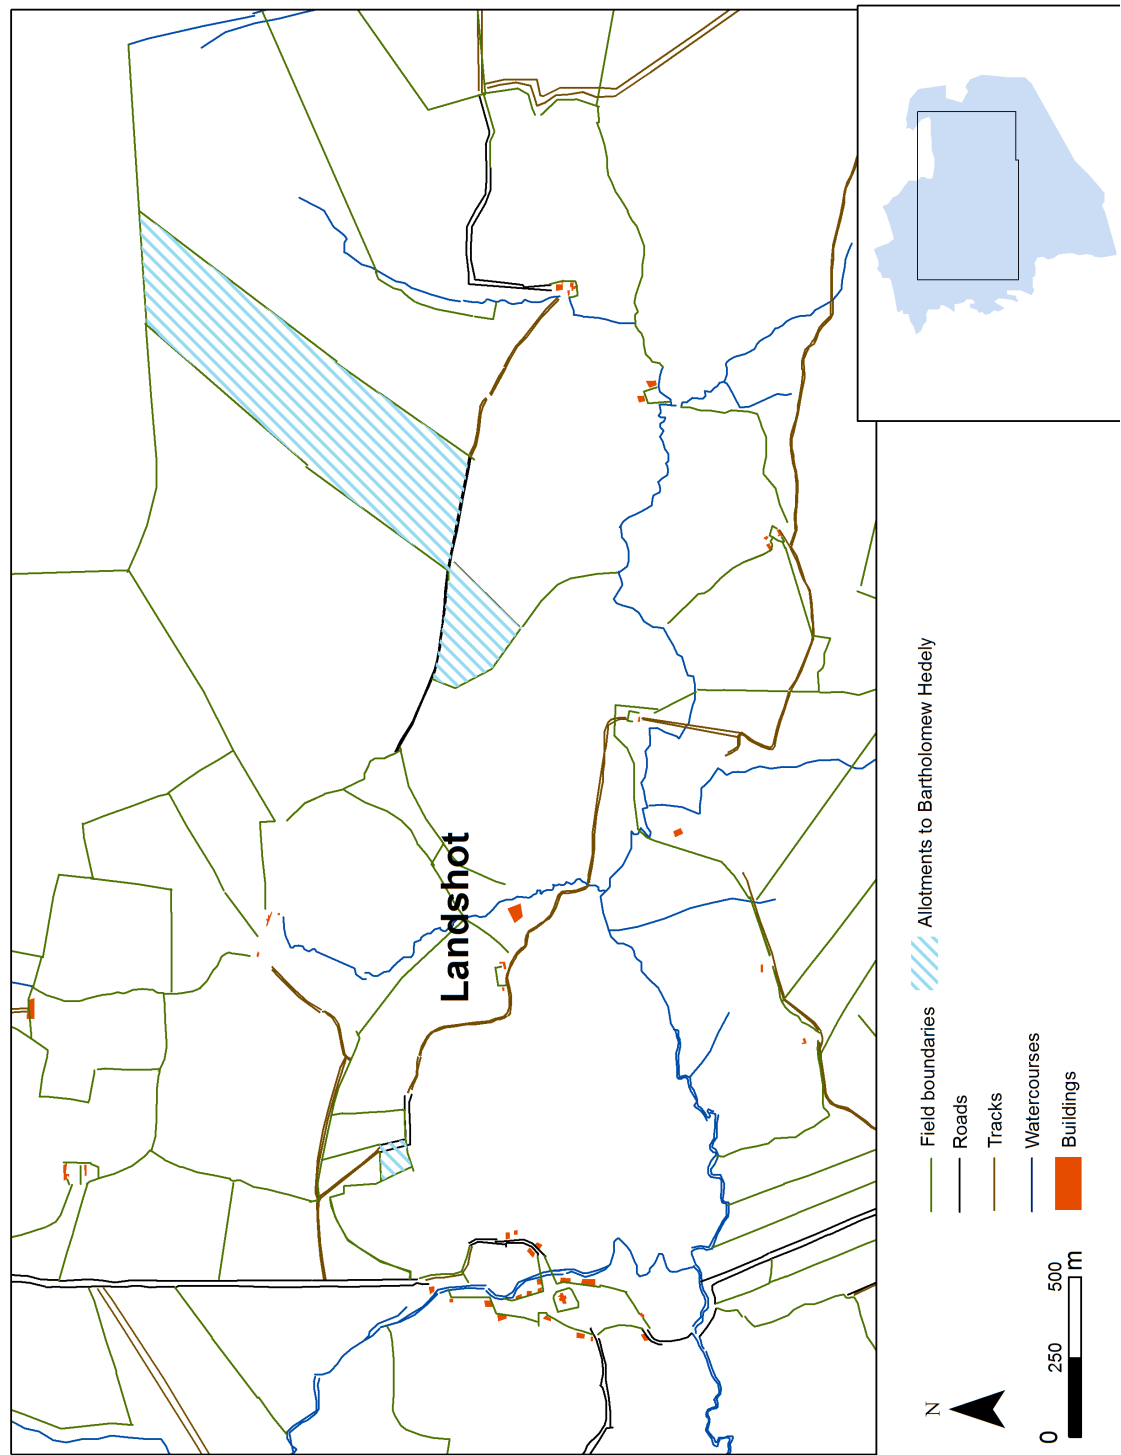 Landshot
Field boundaries
Roads
Tracks
Watercourses
Buildings
Allotments to Bartholomew Hedely
N
0 250 500
m